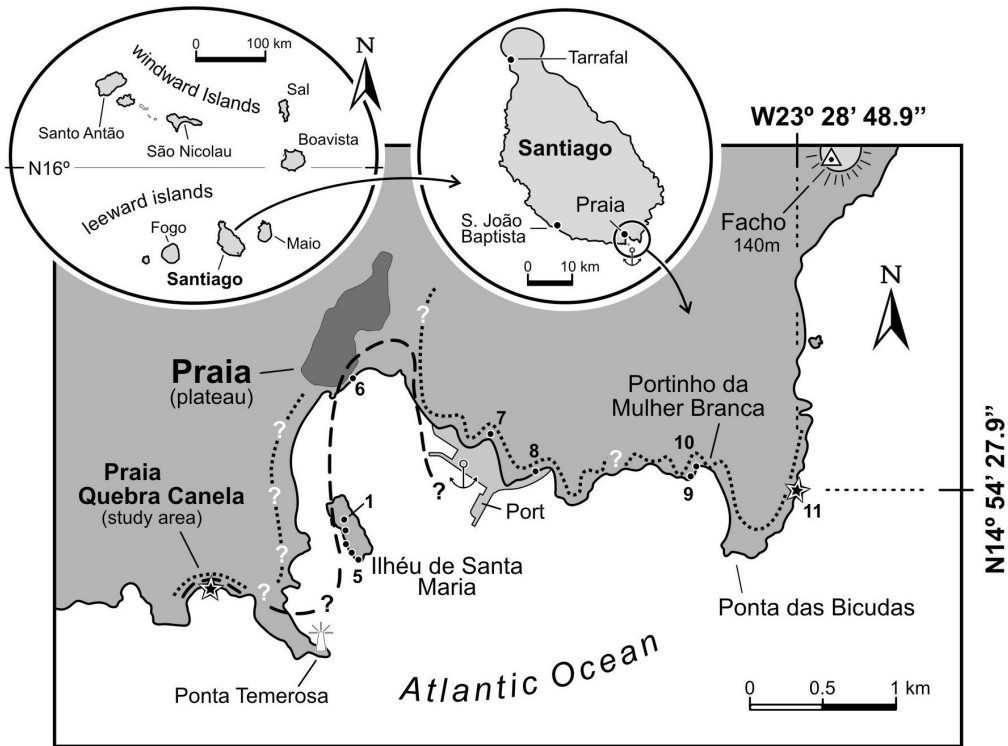 0 100 km
N
windward Islands
Sal
Santo Antão
São Nicolau
Boavista
N16º
leeward islands
Fogo
Maio
Santiago
Tarrafal
Santiago
Praia
S. João
Baptista
0 10 km
W23º 28’ 48.9’’
Facho
140m
N
?
?
Praia
(plateau)
6
Portinho da
Mulher Branca
7
8
?
10
9
?
Praia
Quebra Canela
(study area)
?
Port
11
N14º 54’ 27.9’’
1
5
Ilhéu de Santa
Maria
?
?
?
Ponta das Bicudas
Ponta Temerosa
Atlantic Ocean
0 0.5 1 km